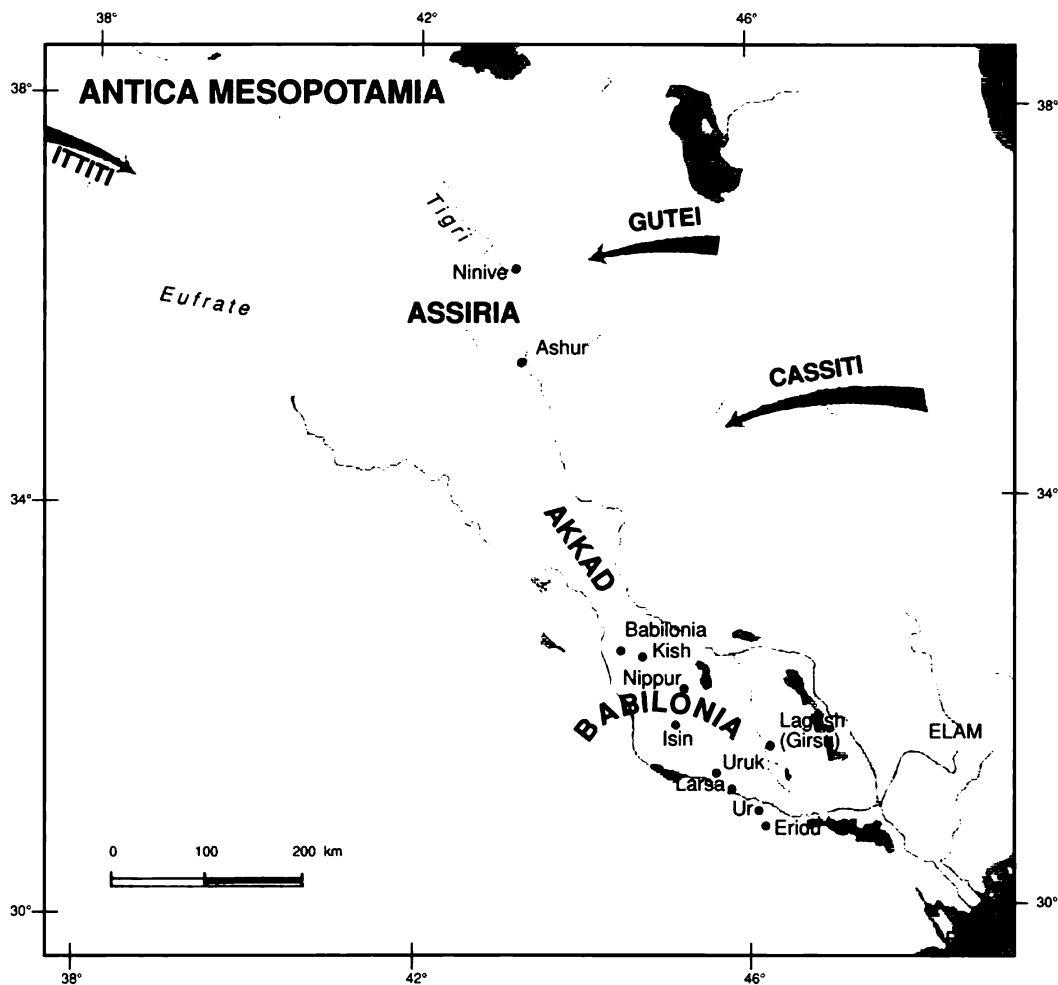 38°
42°
46°
38°
ANTICA MESOPOTAMIA
38°
ITTITI
Tigri
GUTEI
Ninive
Eufrate
ASSIRIA
Ashur
CASSITI
34°
34°
AKKAD
Babilonia
Kish
Nippur
BABILONIA
Isin
Lagash
(Girsu)
ELAM
Uruk
Larsa
Ur
Eridu
0 100 200 km
30°
30°
38°
42°
46°